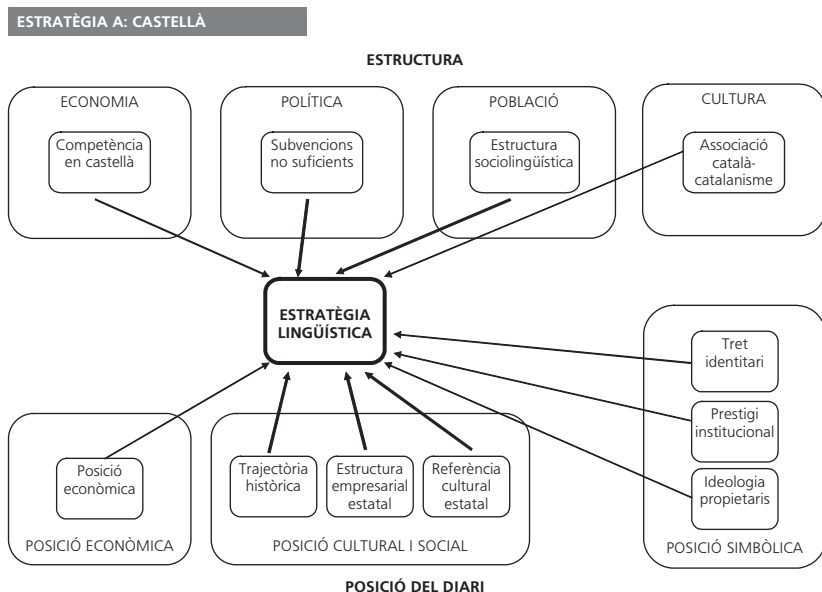 ESTRATÈGIA A: CASTELLÀ
ESTRUCTURA
ECONOMIA
Competència
en castellà
POLÍTICA
Subvencions
no suficients
POBLACIÓ
Estructura
sociolingüística
CULTURA
Associació
català-
catalanisme
ESTRATÈGIA
LINGÜÍSTICA
Posició
econòmica
POSICIÓ ECONÒMICA
Trajectòria
històrica
Estructura
empresarial
estatal
Referència
cultural
estatal
POSICIÓ CULTURAL I SOCIAL
Tret
identitari
Prestigi
institucional
Ideologia
propietaris
POSICIÓ SIMBÒLICA
POSICIÓ DEL DIARI